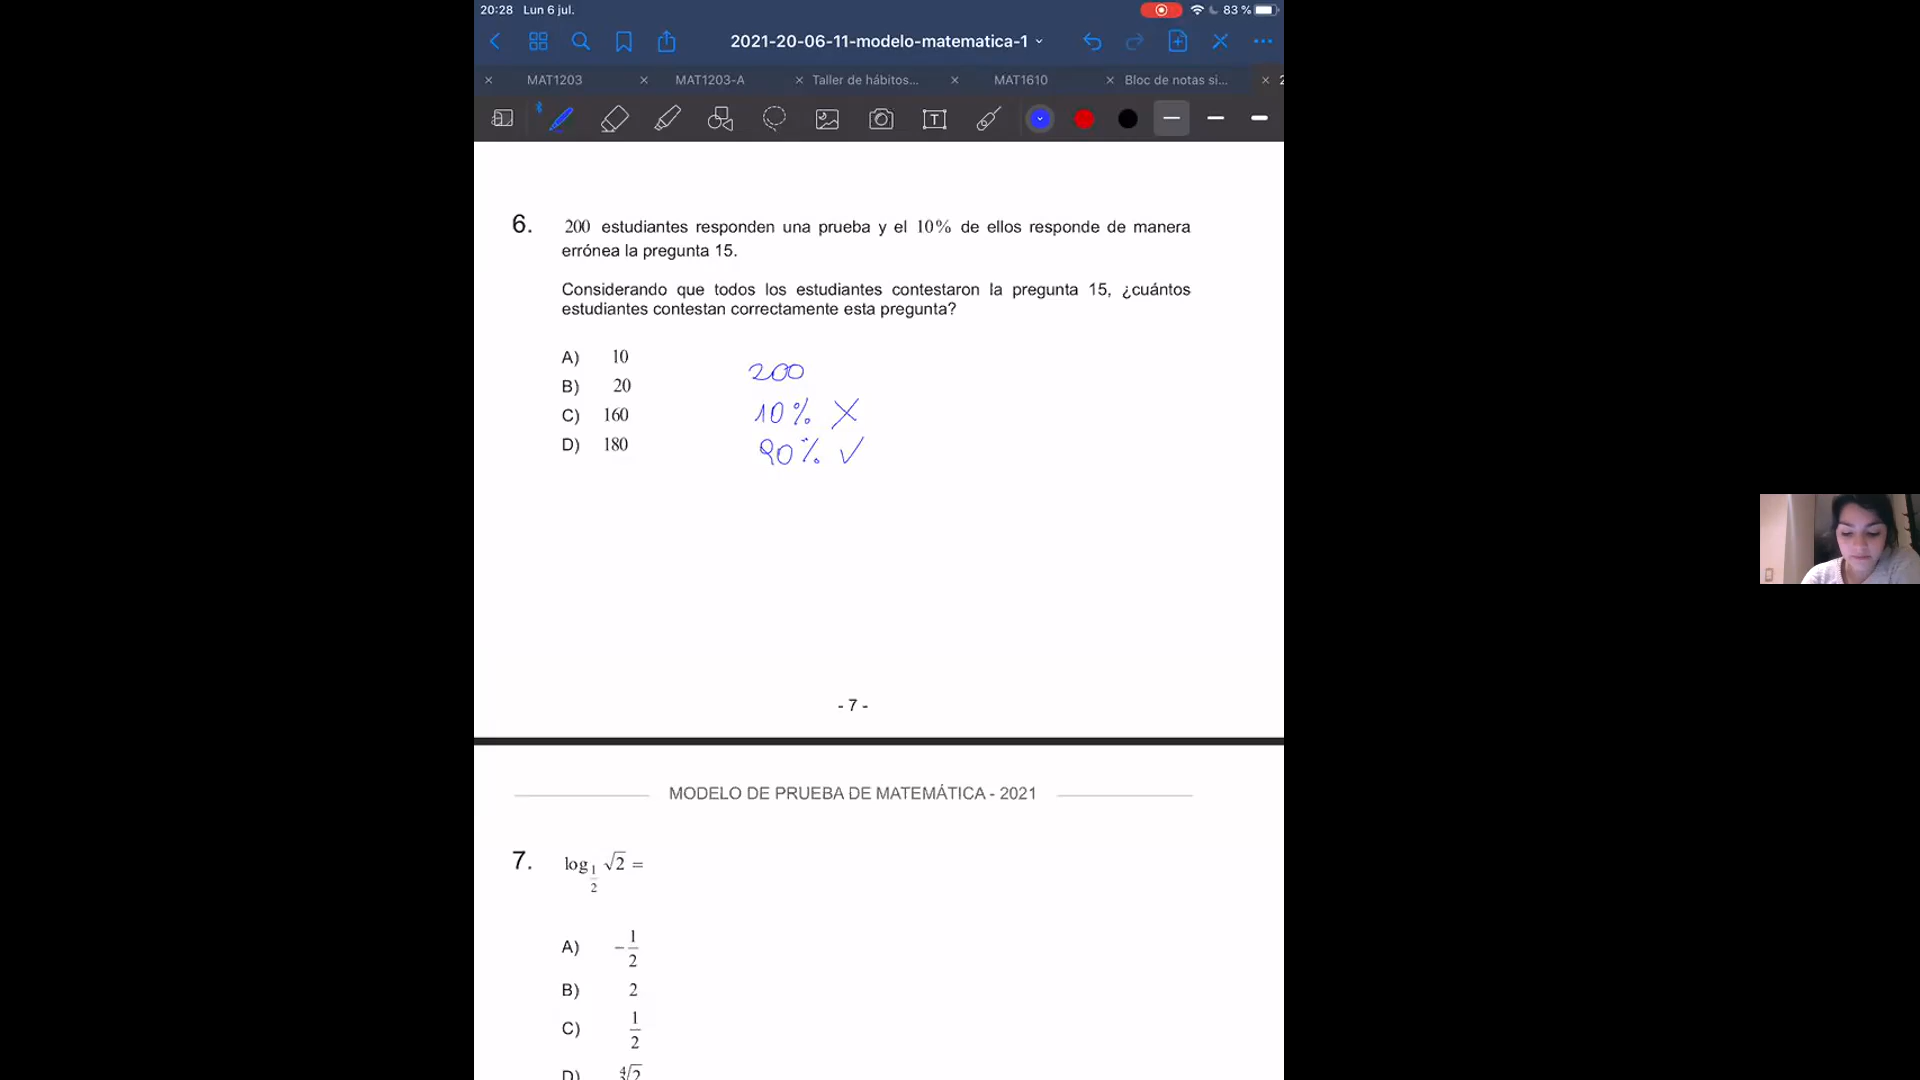 20:28 Lun 6 jul. 83 %
2021-20-06-11-modelo-matematica-1
MAT1203 MAT1203-A Taller de hábitos... MAT1610 Bloc de notas si... 2
6. 200 estudiantes responden una prueba y el 10% de ellos responde de manera
errónea la pregunta 15.
Considerando que todos los estudiantes contestaron la pregunta 15, ¿cuántos
estudiantes contestan correctamente esta pregunta?
A) 10
B) 20
C) 160
D) 180
200
10% X
90% ✓
- 7 -
MODELO DE PRUEBA DE MATEMÁTICA - 2021
7. log 1/2 √2 =
A) -1/2
B) 2
C) 1/2
D) ∜2